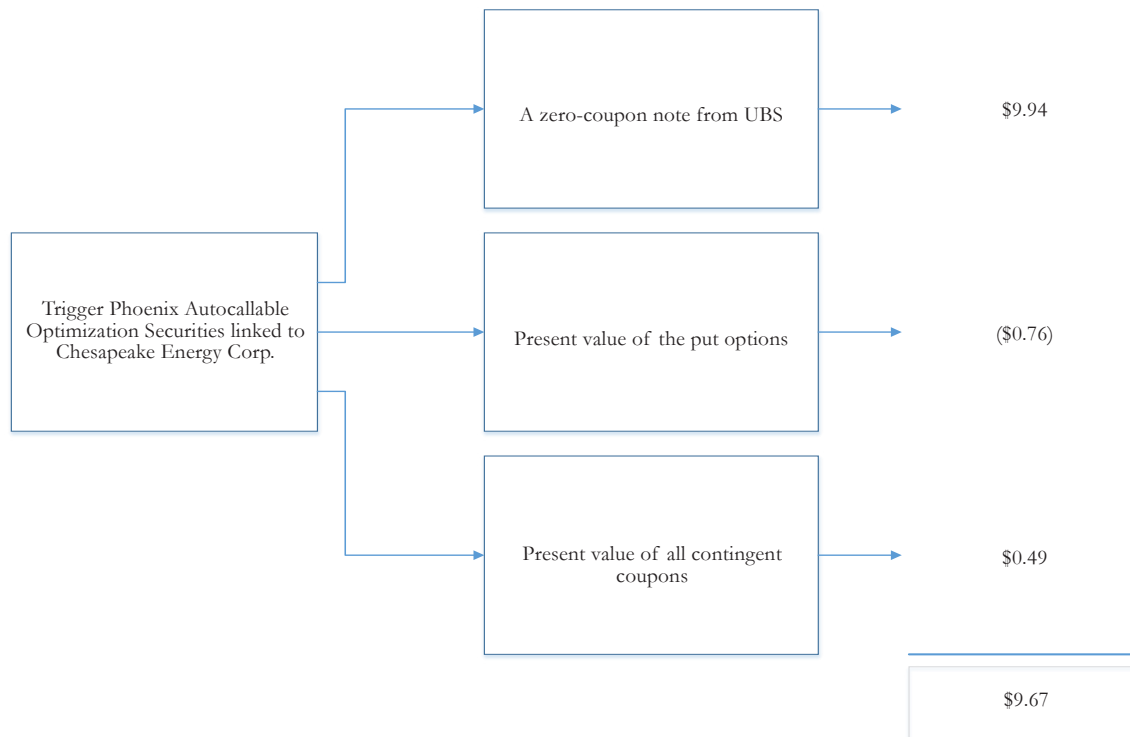 A zero-coupon note from UBS
$9.94
Trigger Phoenix Autocallable
Optimization Securities linked to
Chesapeake Energy Corp.
Present value of the put options
($0.76)
Present value of all contingent
coupons
$0.49
$9.67